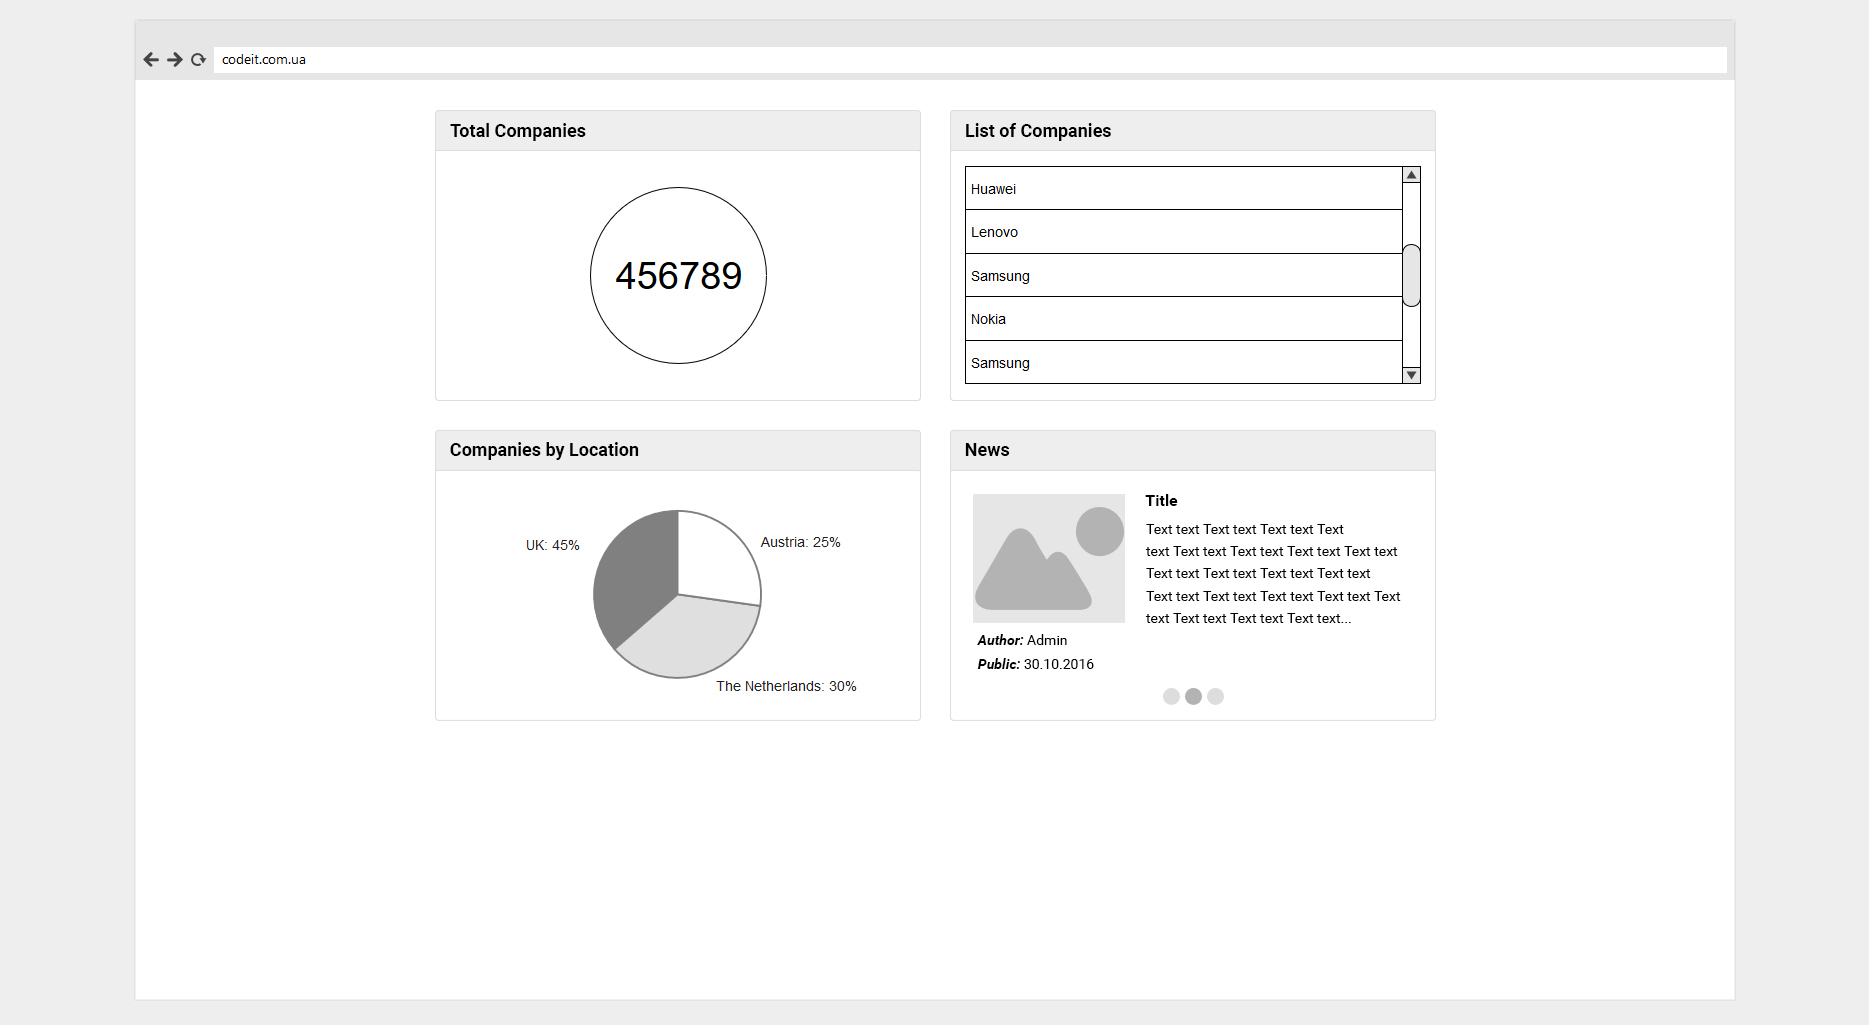 codeit.com.ua
Total Companies
456789
List of Companies
Huawei
Lenovo
Samsung
Nokia
Samsung
Companies by Location
UK: 45%
Austria: 25%
The Netherlands: 30%
News
Title
Text text Text text Text text Text
text Text text Text text Text text Text text
Text text Text text Text text Text text
Text text Text text Text text Text text Text
text Text text Text text Text text...
Author: Admin
Public: 30.10.2016